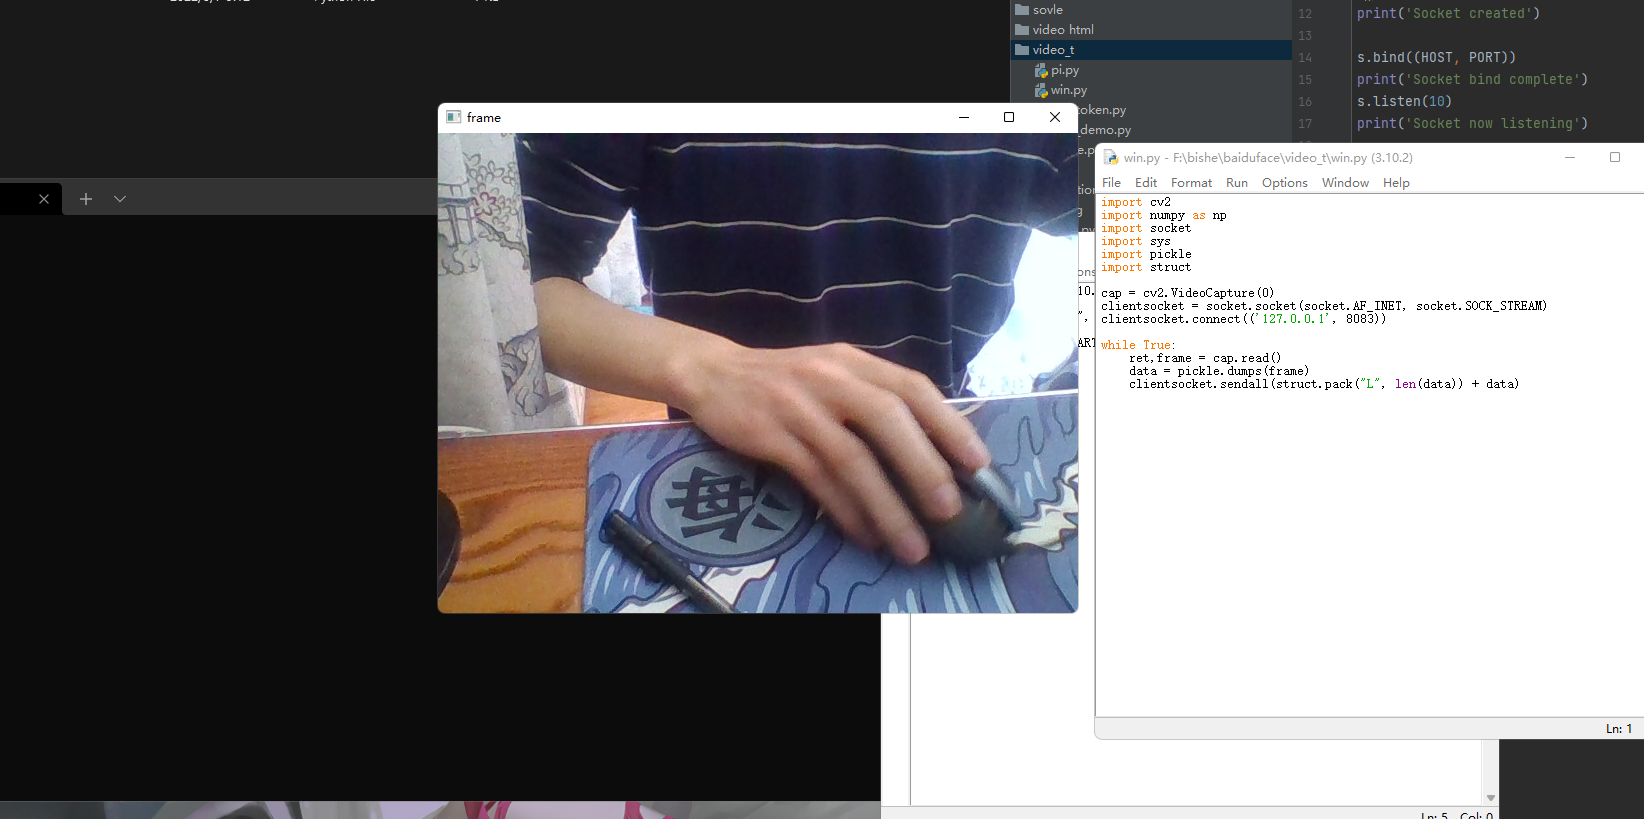 sovle
video html
video_t
pi.py
win.py
token.py
_demo.py
12
13
14
15
16
17
print('Socket created')
s.bind((HOST, PORT))
print('Socket bind complete')
s.listen(10)
print('Socket now listening')
frame
海
win.py - F:\bishe\baiduface\video_t\win.py (3.10.2)
File Edit Format Run Options Window Help
import cv2
import numpy as np
import socket
import sys
import pickle
import struct
cap = cv2.VideoCapture(0)
clientsocket = socket.socket(socket.AF_INET, socket.SOCK_STREAM)
clientsocket.connect(('127.0.0.1', 8083))
while True:
ret,frame = cap.read()
data = pickle.dumps(frame)
clientsocket.sendall(struct.pack("L", len(data)) + data)
Ln: 1
Ln: 5 Col: 0